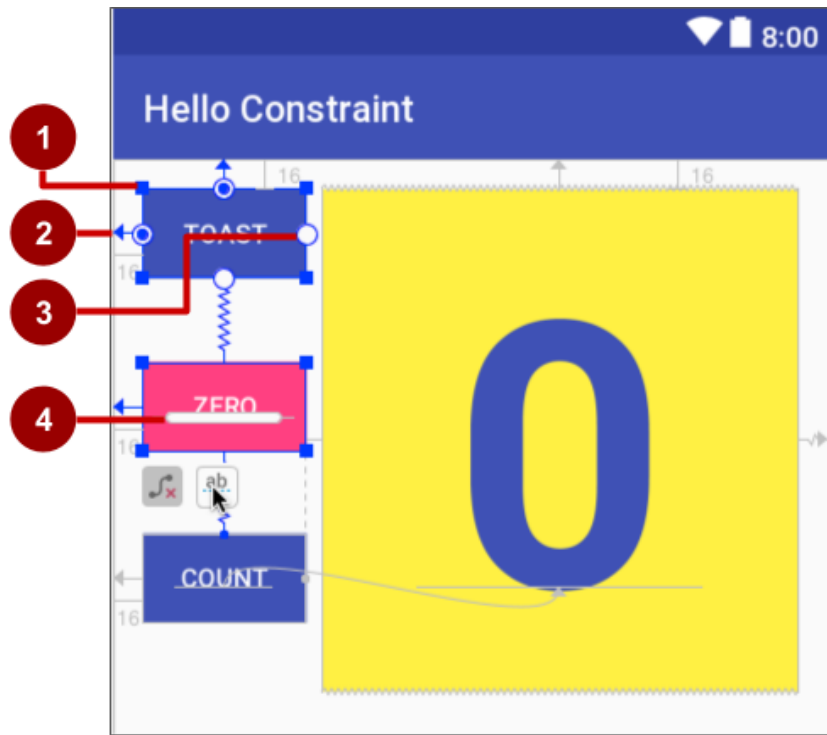 8:00
Hello Constraint
1
16
16
2
TOAST
16
3
ZERO
4
16
ab
COUNT
16
0